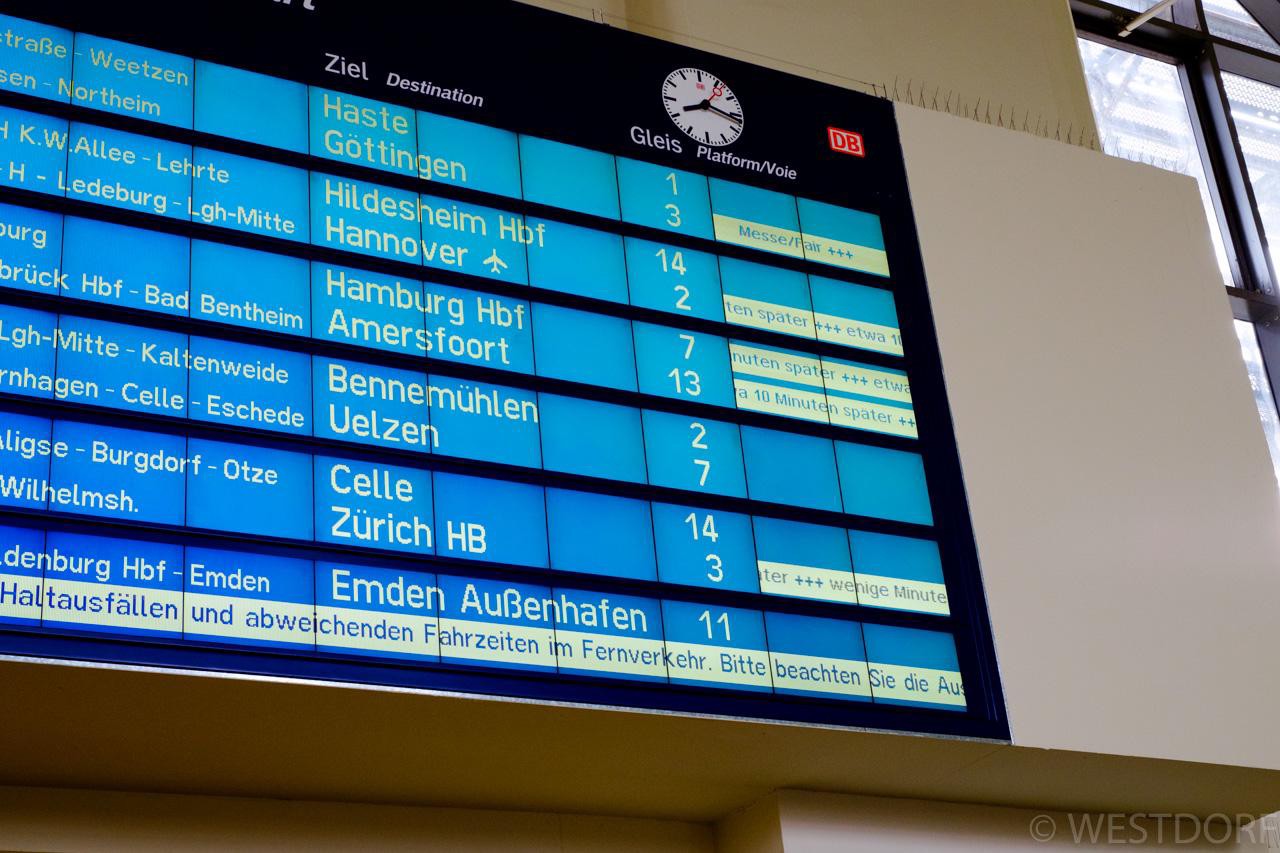 Ziel Destination
Gleis Platform/Voie
DB
straße - Weetzen Haste 1
sen - Northeim Göttingen 3 Messe/Fair +++
H K.W.Allee - Lehrte Hildesheim Hbf 14
- H - Ledeburg - Lgh-Mitte Hannover 2 ten später +++ etwa 1
burg Hamburg Hbf 7 nuten später +++ etwa
brück Hbf - Bad Bentheim Amersfoort 13 a 10 Minuten später ++
Lgh-Mitte - Kaltenweide Bennemühlen 2
rnhagen - Celle - Eschede Uelzen 7
Aligse - Burgdorf - Otze Celle 14
Wilhelmsh. Zürich HB 3 ter +++ wenige Minute
ldenburg Hbf - Emden Emden Außenhafen 11
Haltausfällen und abweichenden Fahrzeiten im Fernverkehr. Bitte beachten Sie die Aus
© WESTDORF